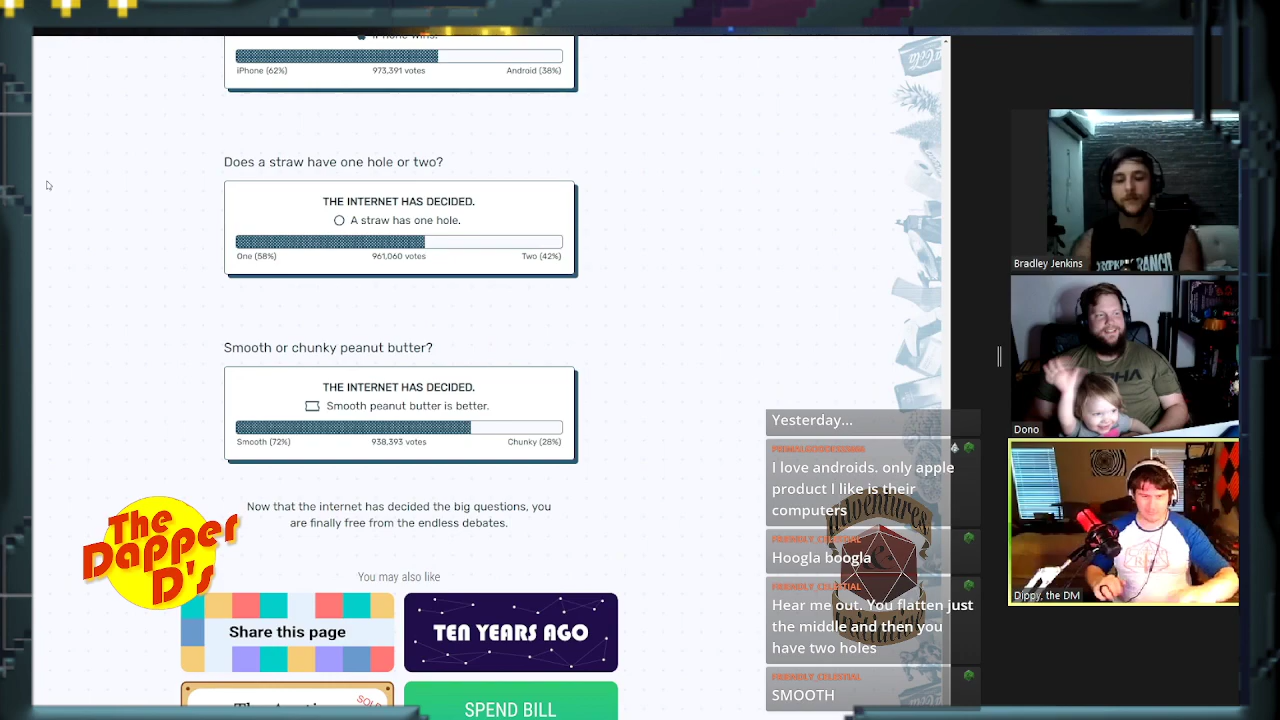 iPhone wins.
iPhone (62%) 973,391 votes Android (38%)
Does a straw have one hole or two?
THE INTERNET HAS DECIDED.
A straw has one hole.
One (58%) 961,060 votes Two (42%)
Smooth or chunky peanut butter?
THE INTERNET HAS DECIDED.
Smooth peanut butter is better.
Smooth (72%) 938,393 votes Chunky (28%)
Now that the internet has decided the big questions, you
are finally free from the endless debates.
You may also like
Share this page
TEN YEARS AGO
SOLD
SPEND BILL
The
Dapper
D's
Bradley Jenkins
Dono
Dippy, the DM
Yesterday...
I love androids. only apple
product I like is their
computers
FRIENDLY_CELESTIAL
Hoogla boogla
FRIENDLY_CELESTIAL
Hear me out. You flatten just
the middle and then you
have two holes
FRIENDLY_CELESTIAL
SMOOTH